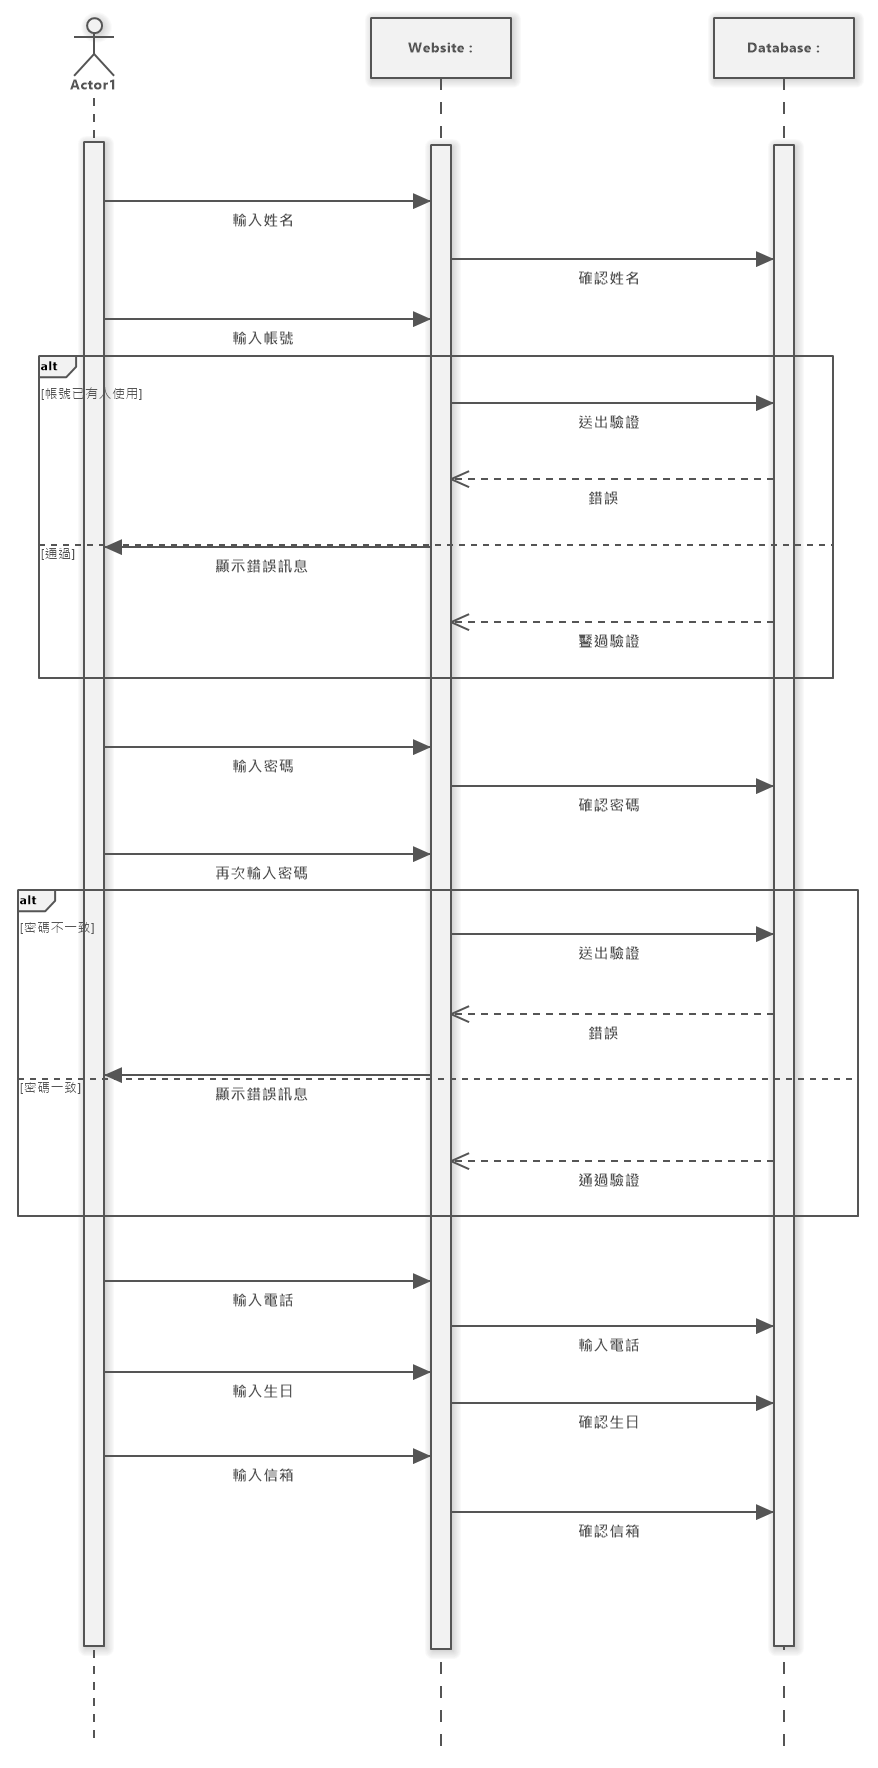 Actor1
Website :
Database :
輸入姓名
確認姓名
輸入帳號
alt
[帳號已有人使用]
送出驗證
錯誤
[通過]
顯示錯誤訊息
過驗證
輸入密碼
確認密碼
再次輸入密碼
alt
[密碼不一致]
送出驗證
錯誤
[密碼一致]
顯示錯誤訊息
通過驗證
輸入電話
輸入電話
輸入生日
確認生日
輸入信箱
確認信箱